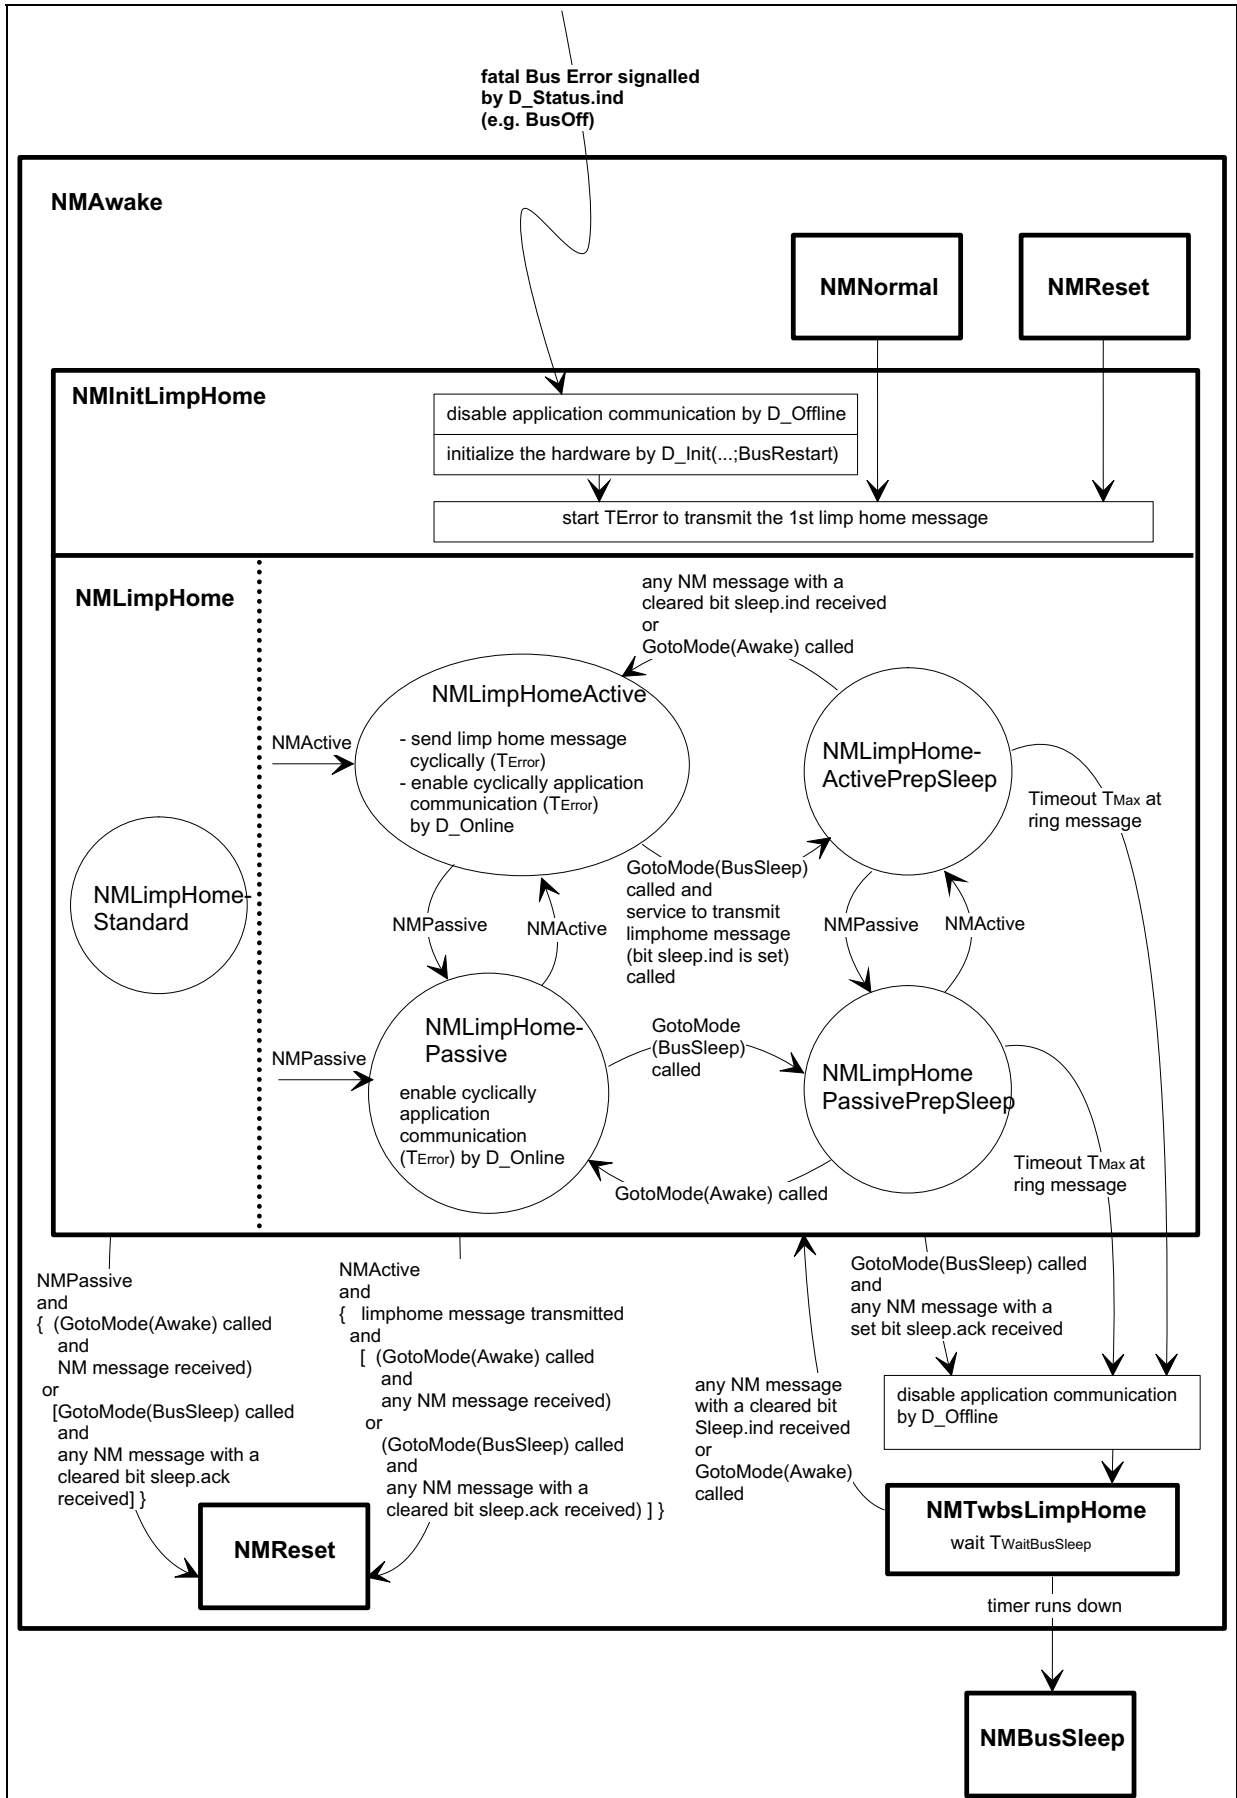 fatal Bus Error signalled
by D_Status.ind
(e.g. BusOff)
NMAwake
NMNormal
NMReset
NMInitLimpHome
disable application communication by D_Offline
initialize the hardware by D_Init(...;BusRestart)
start TError to transmit the 1st limp home message
NMLimpHome
any NM message with a
cleared bit sleep.ind received
or
GotoMode(Awake) called
NMLimpHomeActive
- send limp home message
cyclically (TError)
- enable cyclically application
communication (TError)
by D_Online
NMActive
NMLimpHome-
ActivePrepSleep
Timeout TMax at
ring message
NMLimpHome-
Standard
GotoMode(BusSleep)
called and
service to transmit
limphome message
(bit sleep.ind is set)
called
NMPassive
NMActive
NMPassive
NMActive
NMLimpHome-
Passive
enable cyclically
application
communication
(TError) by D_Online
NMPassive
GotoMode
(BusSleep)
called
NMLimpHome
PassivePrepSleep
Timeout TMax at
ring message
GotoMode(Awake) called
NMPassive
and
{ (GotoMode(Awake) called
and
NM message received)
or
[GotoMode(BusSleep) called
and
any NM message with a
cleared bit sleep.ack
received] }
NMActive
and
{ limphome message transmitted
and
[ (GotoMode(Awake) called
and
any NM message received)
or
(GotoMode(BusSleep) called
and
any NM message with a
cleared bit sleep.ack received) ] }
any NM message
with a cleared bit
Sleep.ind received
or
GotoMode(Awake)
called
GotoMode(BusSleep) called
and
any NM message with a
set bit sleep.ack received
disable application communication
by D_Offline
NMReset
NMTwbsLimpHome
wait TWaitBusSleep
timer runs down
NMBusSleep